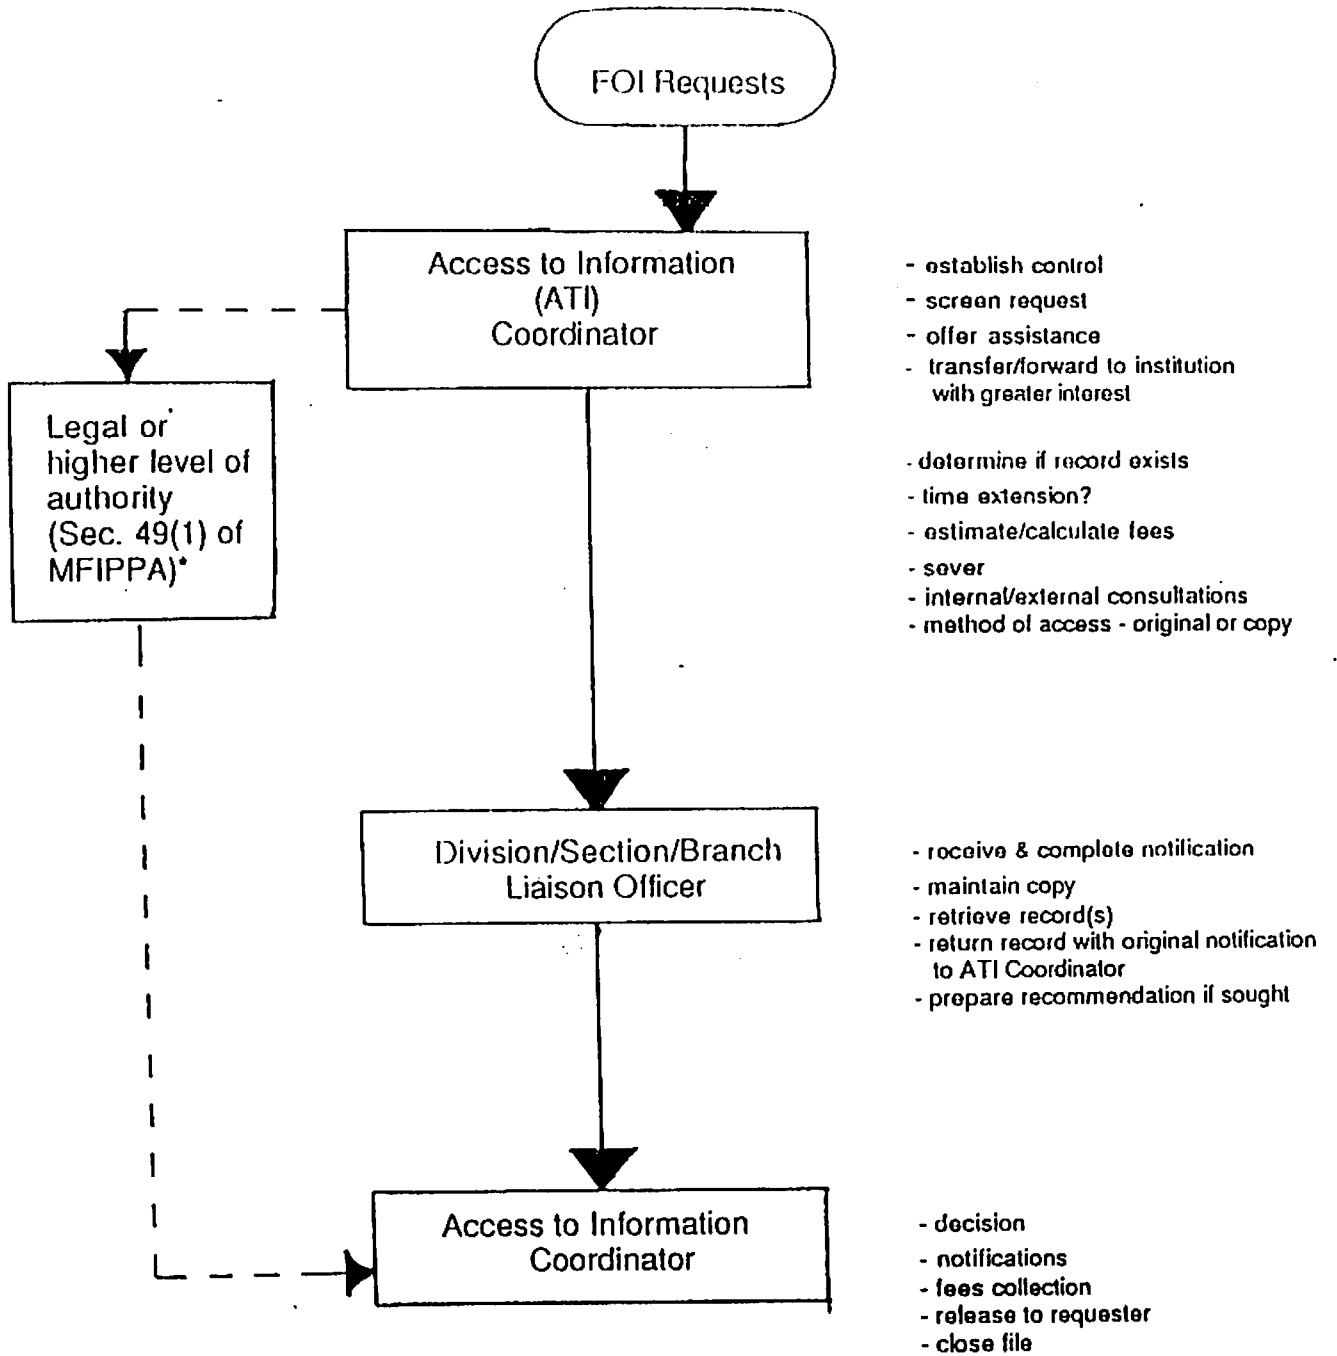 FOI Requests
Access to Information
(ATI)
Coordinator
- establish control
- screen request
- offer assistance
- transfer/forward to institution
with greater interest
Legal or
higher level of
authority
(Sec. 49(1) of
MFIPPA)*
- determine if record exists
- time extension?
- estimate/calculate fees
- sever
- internal/external consultations
- method of access - original or copy
Division/Section/Branch
Liaison Officer
- receive & complete notification
- maintain copy
- retrieve record(s)
- return record with original notification
to ATI Coordinator
- prepare recommendation if sought
Access to Information
Coordinator
- decision
- notifications
- fees collection
- release to requester
- close file